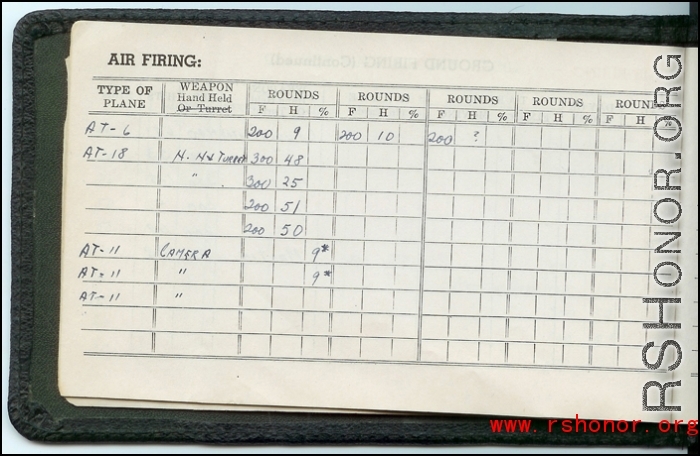 AIR FIRING:
TYPE OF PLANE WEAPON Hand Held Or Turret ROUNDS ROUNDS ROUNDS ROUNDS ROUND
F H % F H % F H % F H % F H %
AT-6 200 9 200 10 200 ?
AT-18 300 48
" 300 25
200 51
200 50
AT-11 CAMERA 9*
AT-11 " 9*
AT-11 "
RSHONOR.ORG
www.rshonor.org